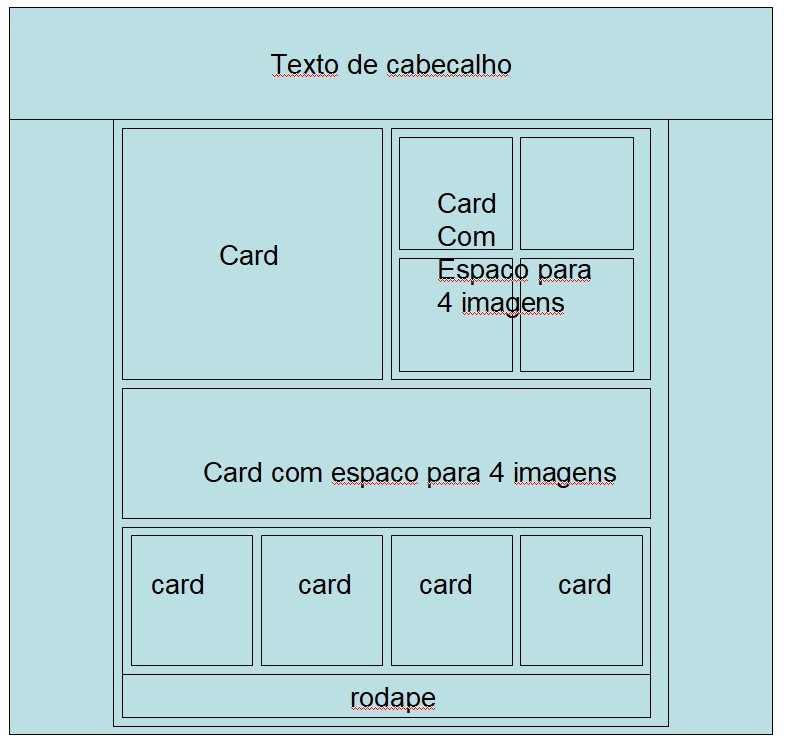 Texto de cabecalho
Card
Card
Com
Espaco para
4 imagens
Card com espaco para 4 imagens
card
card
card
card
rodape